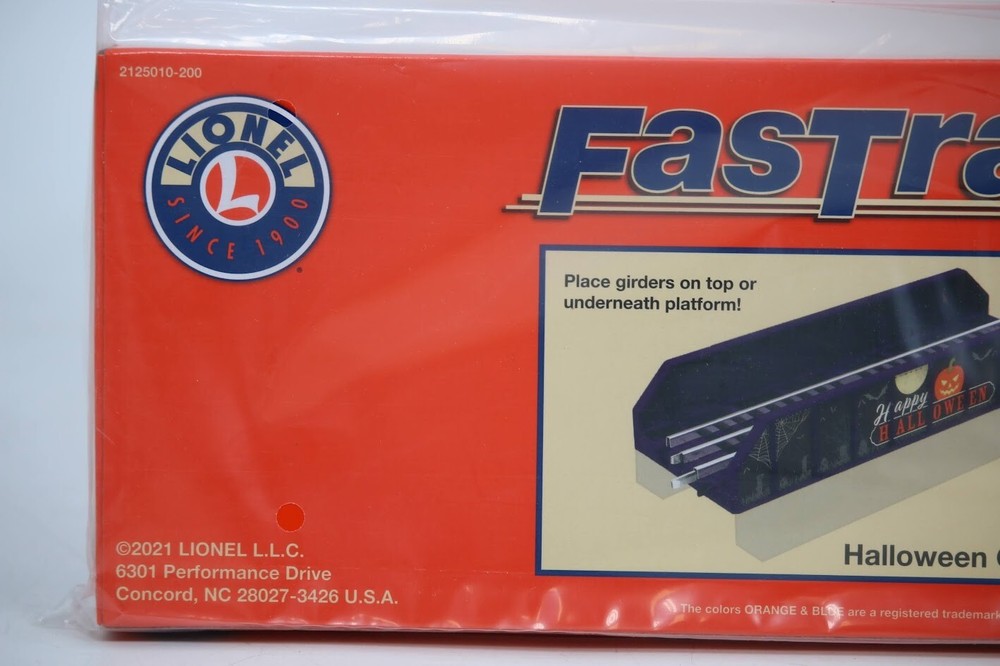 2125010-200
LIONEL
L
SINCE 1900
FASTRA
Place girders on top or
underneath platform!
Happy
HALLOWEEN
Halloween
©2021 LIONEL L.L.C.
6301 Performance Drive
Concord, NC 28027-3426 U.S.A.
The colors ORANGE & BLUE are a registered trademark